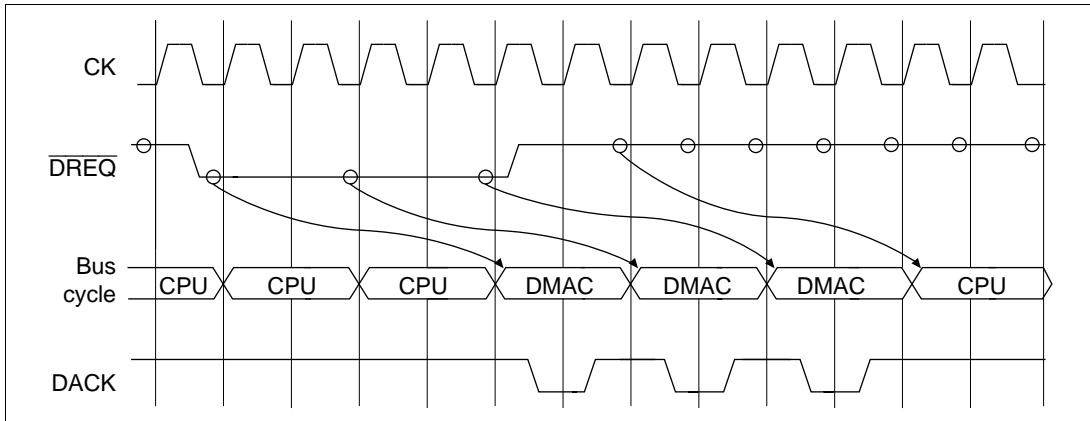 CK
DREQ
Bus
cycle
CPU CPU CPU DMAC DMAC DMAC CPU
DACK